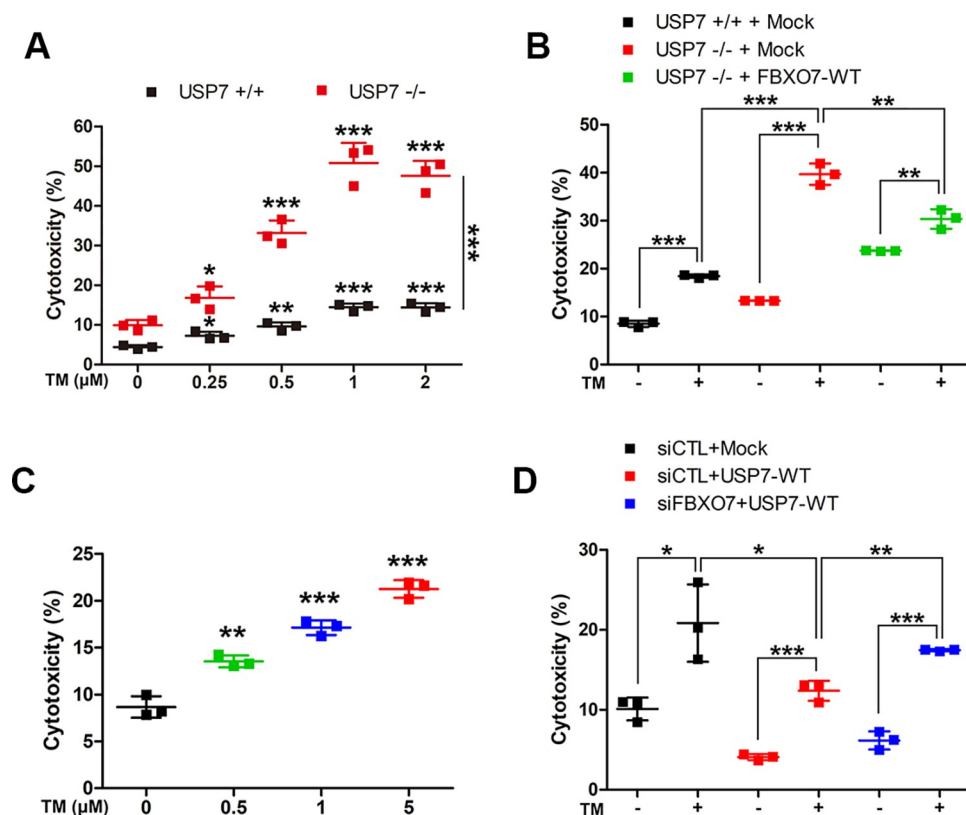 A
USP7 +/+ USP7 -/-
Cytotoxicity (%)
60
50
40
30
20
10
0
*** ***
***
*
*** ***
**
*
***
TM (μM) 0 0.25 0.5 1 2
B
USP7 +/+ + Mock
USP7 -/- + Mock
USP7 -/- + FBXO7-WT
Cytotoxicity (%)
50
40
30
20
10
0
*** **
***
**
***
TM - + - + - +
C
Cytotoxicity (%)
25
20
15
10
5
0
***
***
**
TM (μM) 0 0.5 1 5
D
siCTL+Mock
siCTL+USP7-WT
siFBXO7+USP7-WT
Cytotoxicity (%)
30
20
10
0
* * **
***
***
TM - + - + - +